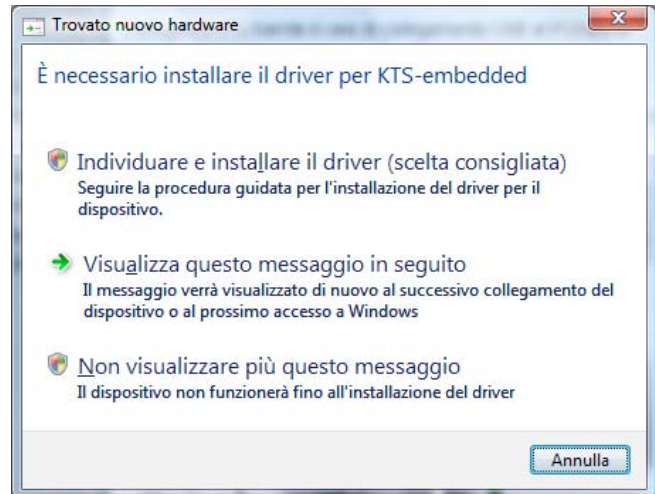 Trovato nuovo hardware
È necessario installare il driver per KTS-embedded
Individuare e installare il driver (scelta consigliata)
Seguire la procedura guidata per l'installazione del driver per il
dispositivo.
Visualizza questo messaggio in seguito
Il messaggio verrà visualizzato di nuovo al successivo collegamento del
dispositivo o al prossimo accesso a Windows
Non visualizzare più questo messaggio
Il dispositivo non funzionerà fino all'installazione del driver
Annulla